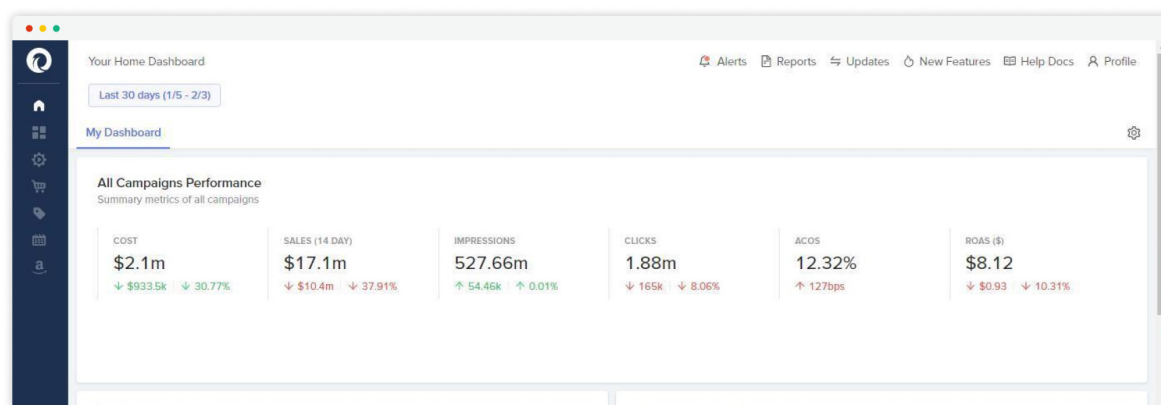 Your Home Dashboard
Alerts Reports Updates New Features Help Docs Profile
Last 30 days (1/5 - 2/3)
My Dashboard
All Campaigns Performance
Summary metrics of all campaigns
COST SALES (14 DAY) IMPRESSIONS CLICKS ACOS ROAS ($)
$2.1m $17.1m 527.66m 1.88m 12.32% $8.12
↓ $933.5k ↓ 30.77% ↓ $10.4m ↓ 37.91% ↑ 54.46k ↑ 0.01% ↓ 165k ↓ 8.06% ↑ 127bps ↓ $0.93 ↓ 10.31%
a